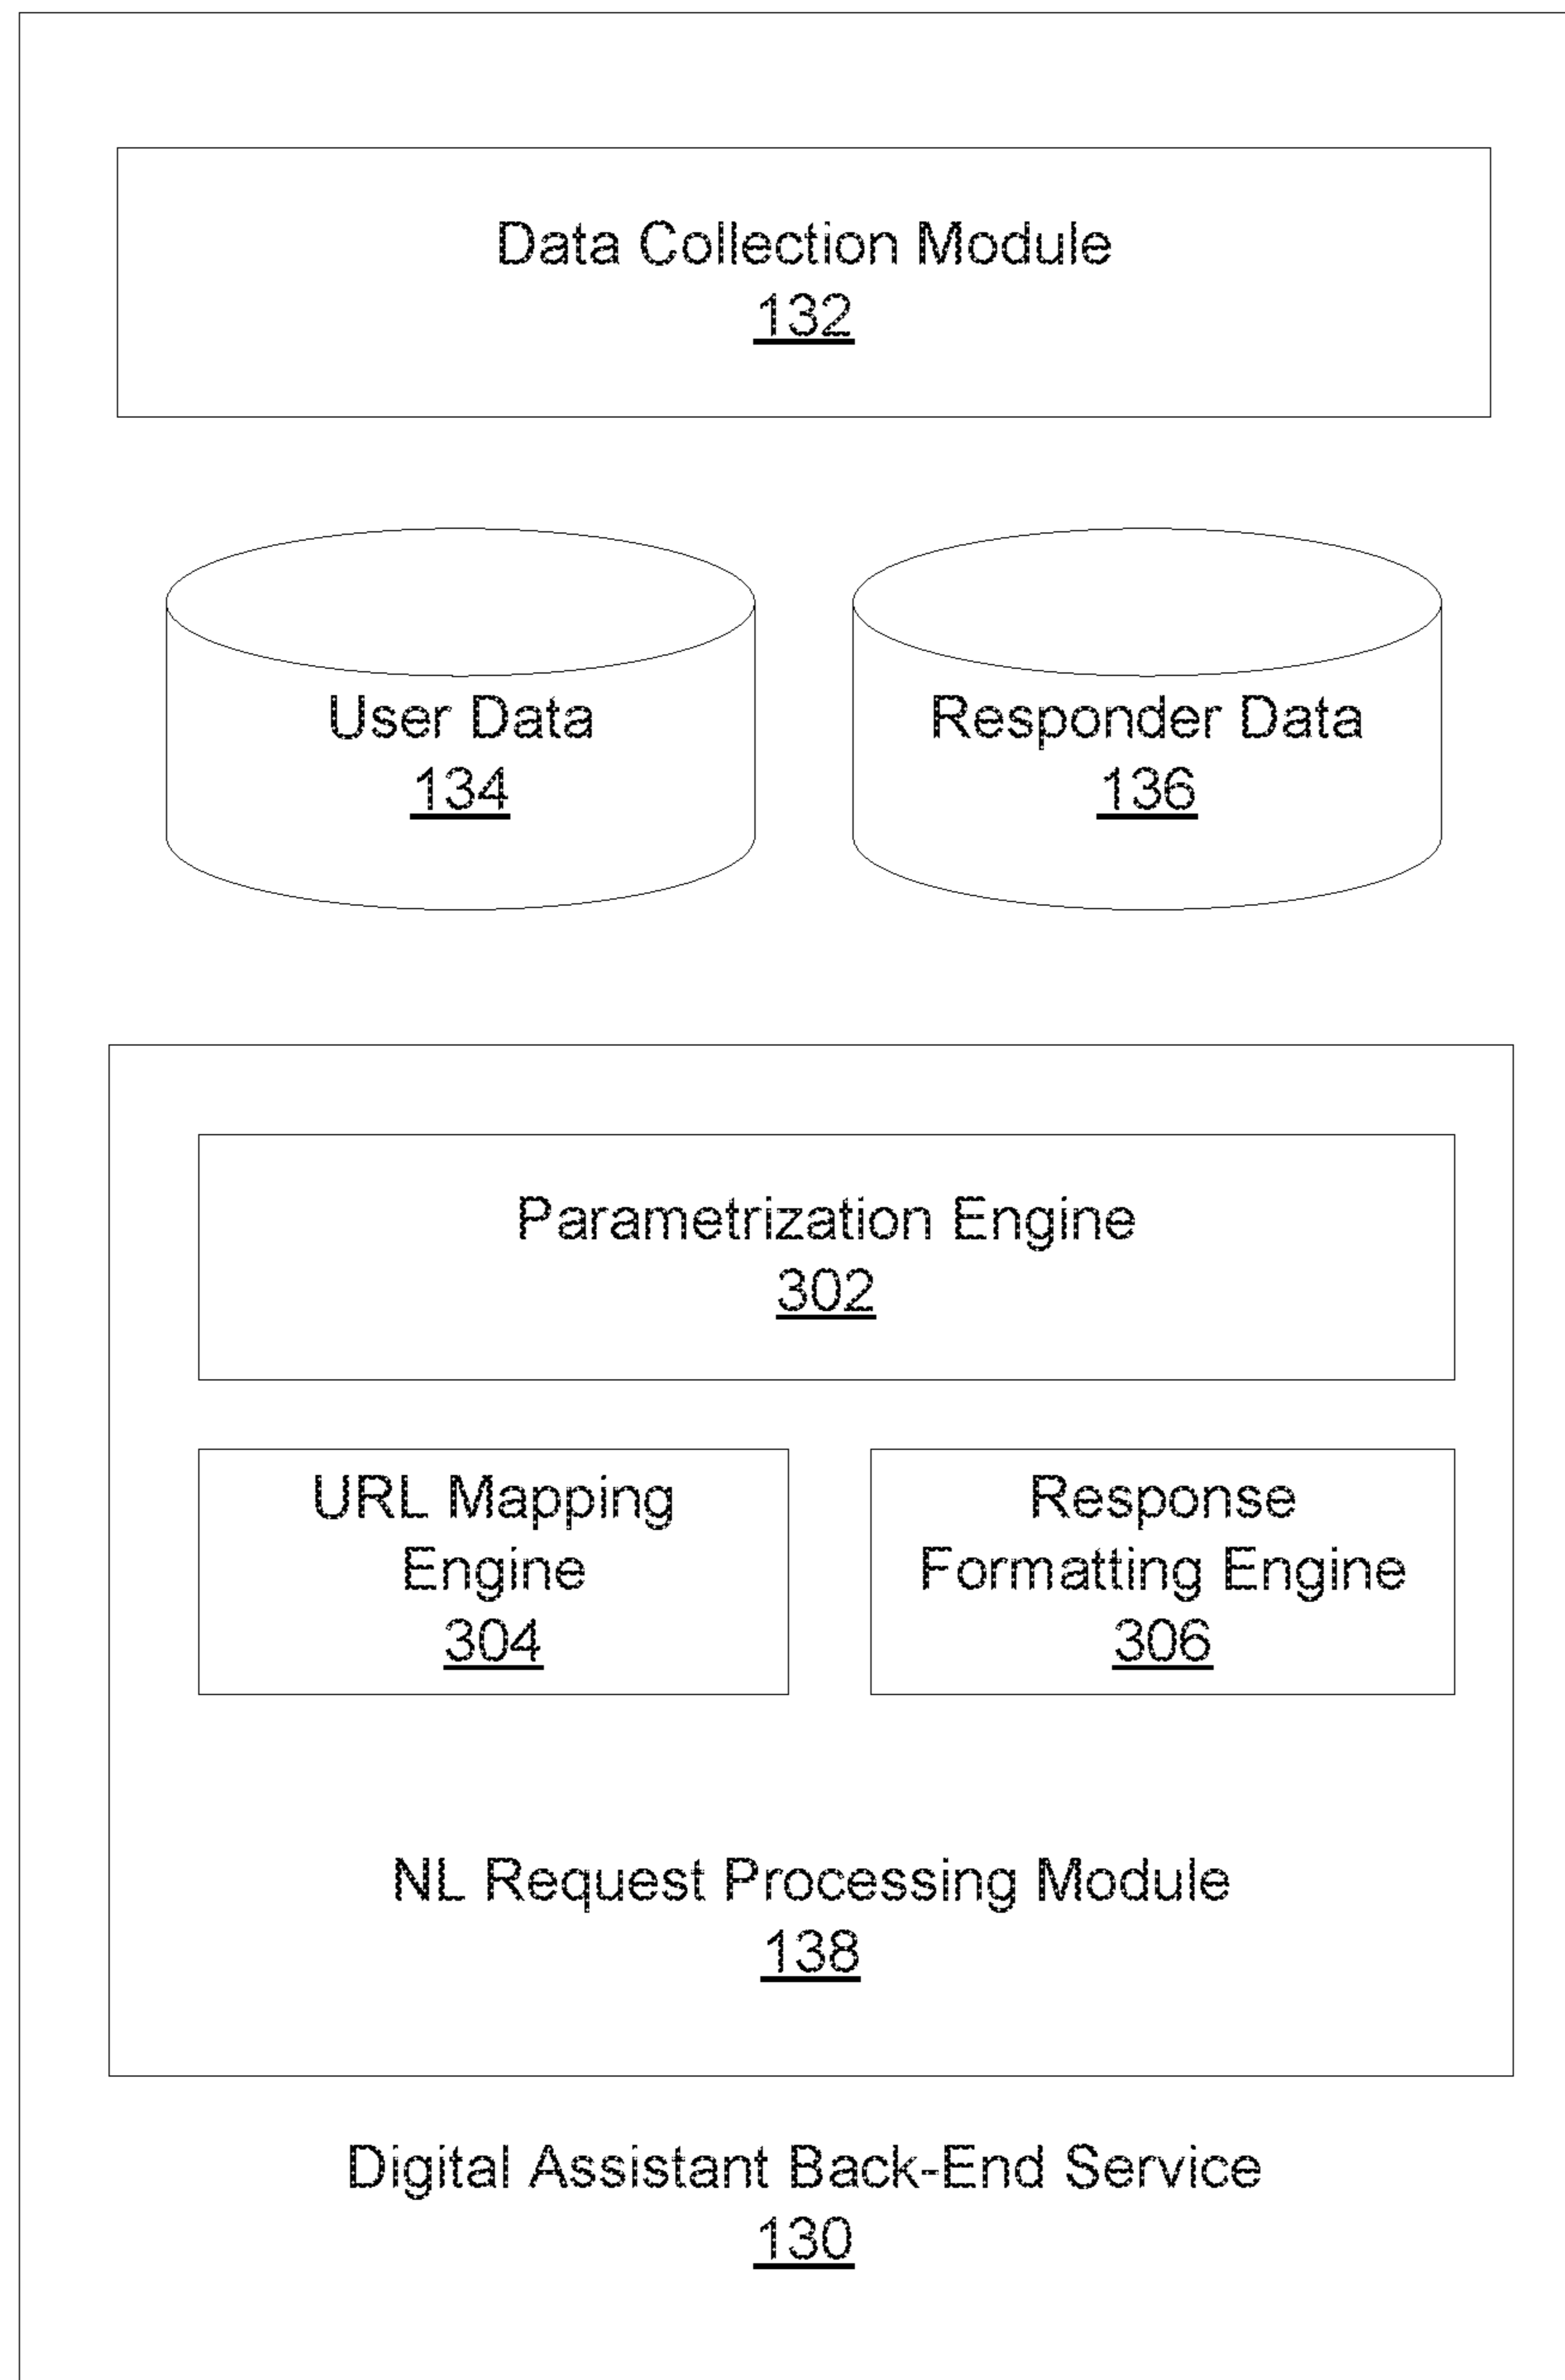 Data Collection Module
132
User Data
134
Responder Data
136
Parametrization Engine
302
URL Mapping
Engine
304
Response
Formatting Engine
306
NL Request Processing Module
138
Digital Assistant Back-End Service
130